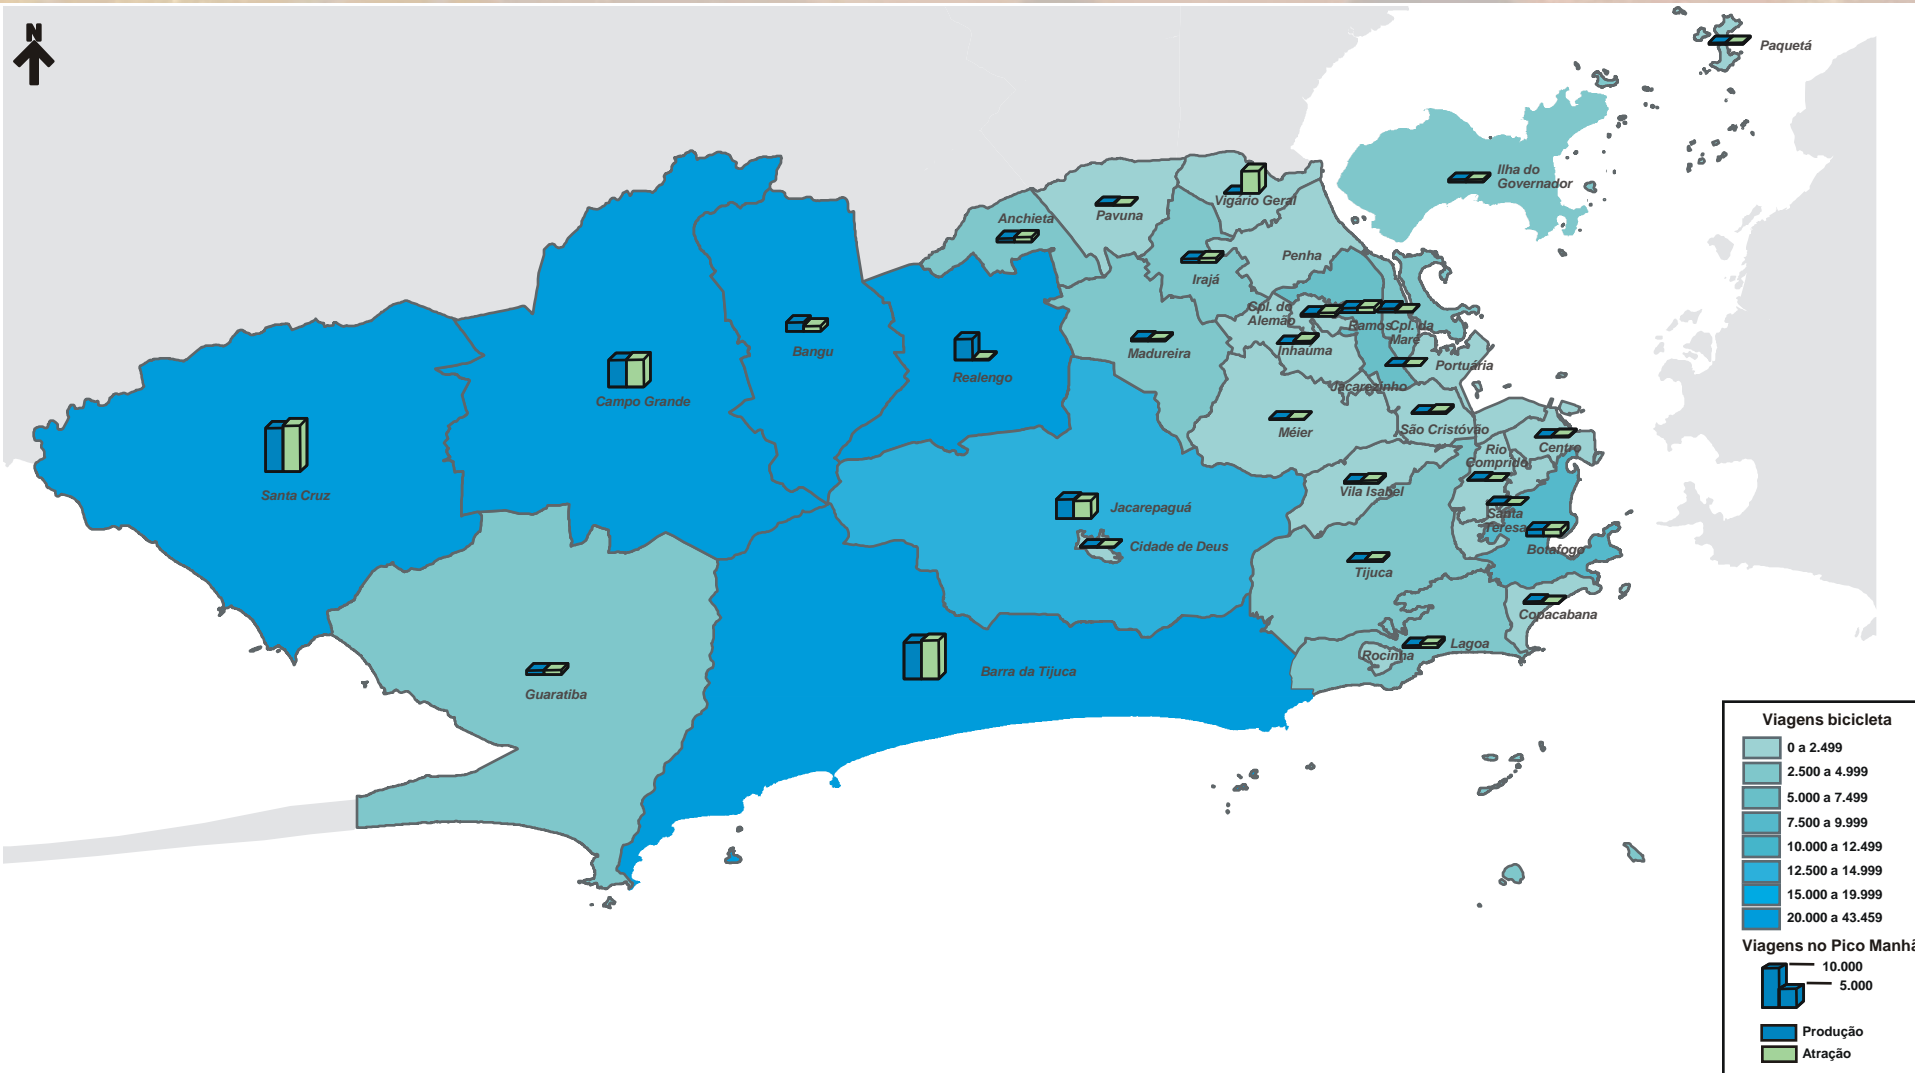 N
Paquetá
Ilha do
Governador
Anchieta
Pavuna
Vigário Geral
Penha
Irajá
Cpl. do
Alemão
Ramos
Cpl. da
Maré
Bangu
Madureira
Inhaúma
Realengo
Portuária
Jacarezinho
Campo Grande
Méier
São Cristóvão
Rio
Comprido
Centro
Santa Cruz
Vila Isabel
Jacarepaguá
Santa
Teresa
Cidade de Deus
Botafogo
Tijuca
Copacabana
Lagoa
Rocinha
Barra da Tijuca
Guaratiba
Viagens bicicleta
0 a 2.499
2.500 a 4.999
5.000 a 7.499
7.500 a 9.999
10.000 a 12.499
12.500 a 14.999
15.000 a 19.999
20.000 a 43.459
Viagens no Pico Manhã
10.000
5.000
Produção
Atração